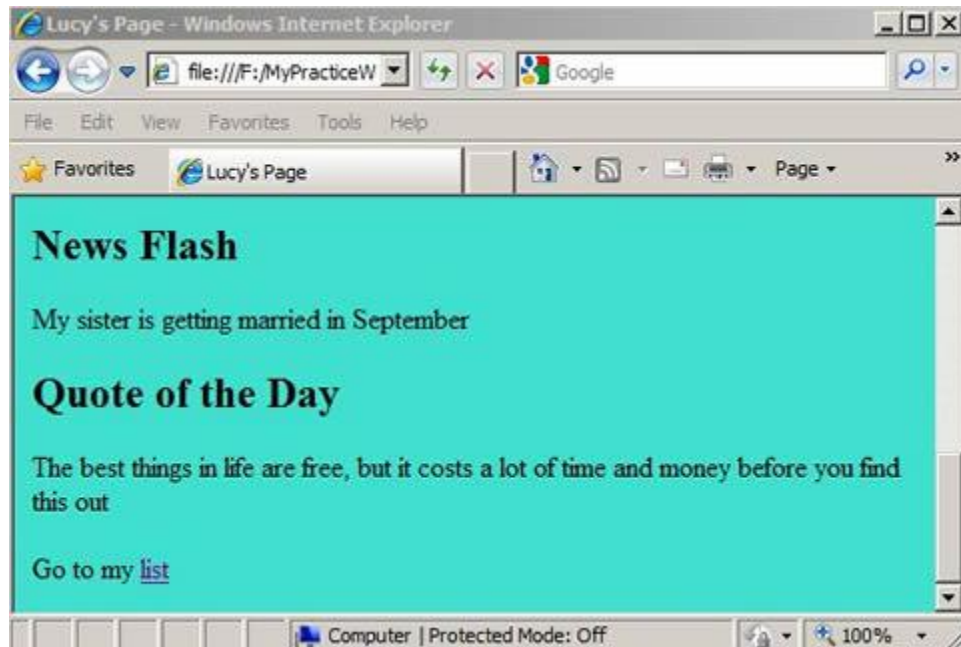 Lucy's Page - Windows Internet Explorer
file:///F:/MyPracticeW
Google
File Edit View Favorites Tools Help
Favorites
Lucy's Page
Page
News Flash
My sister is getting married in September
Quote of the Day
The best things in life are free, but it costs a lot of time and money before you find
this out
Go to my list
Computer | Protected Mode: Off
100%